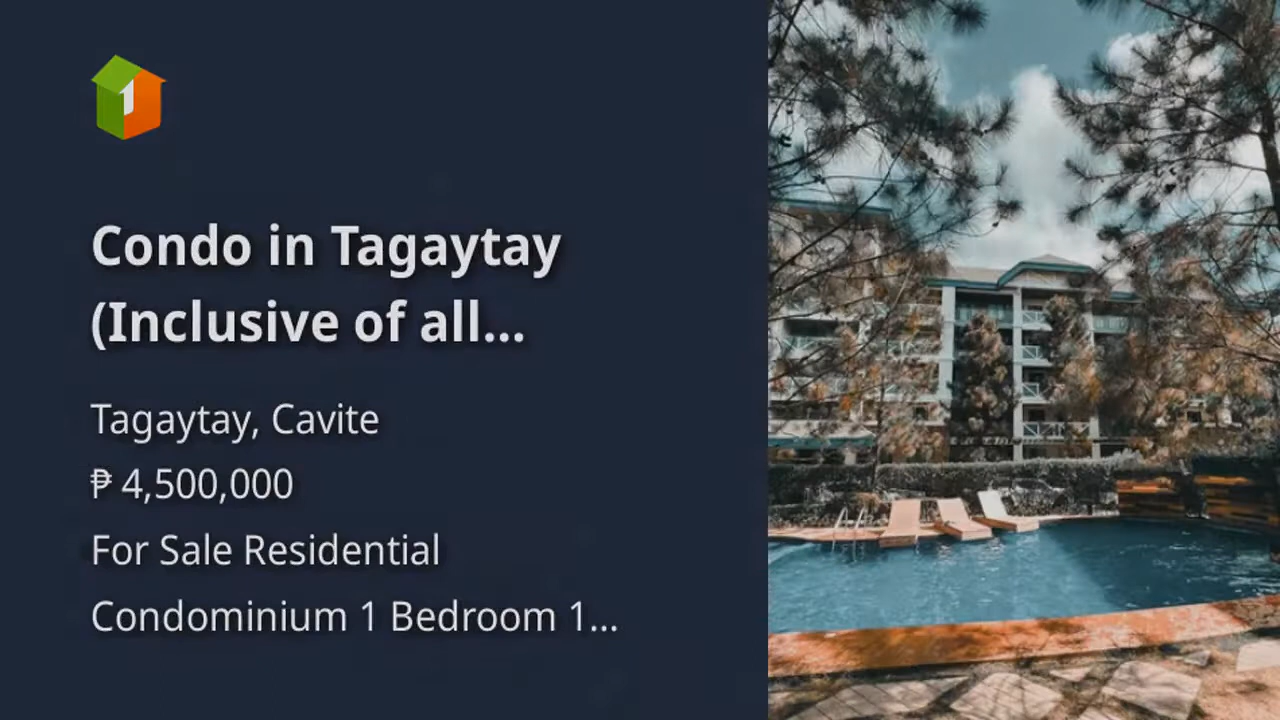 Condo in Tagaytay
(Inclusive of all...
Tagaytay, Cavite
₱ 4,500,000
For Sale Residential
Condominium 1 Bedroom 1...